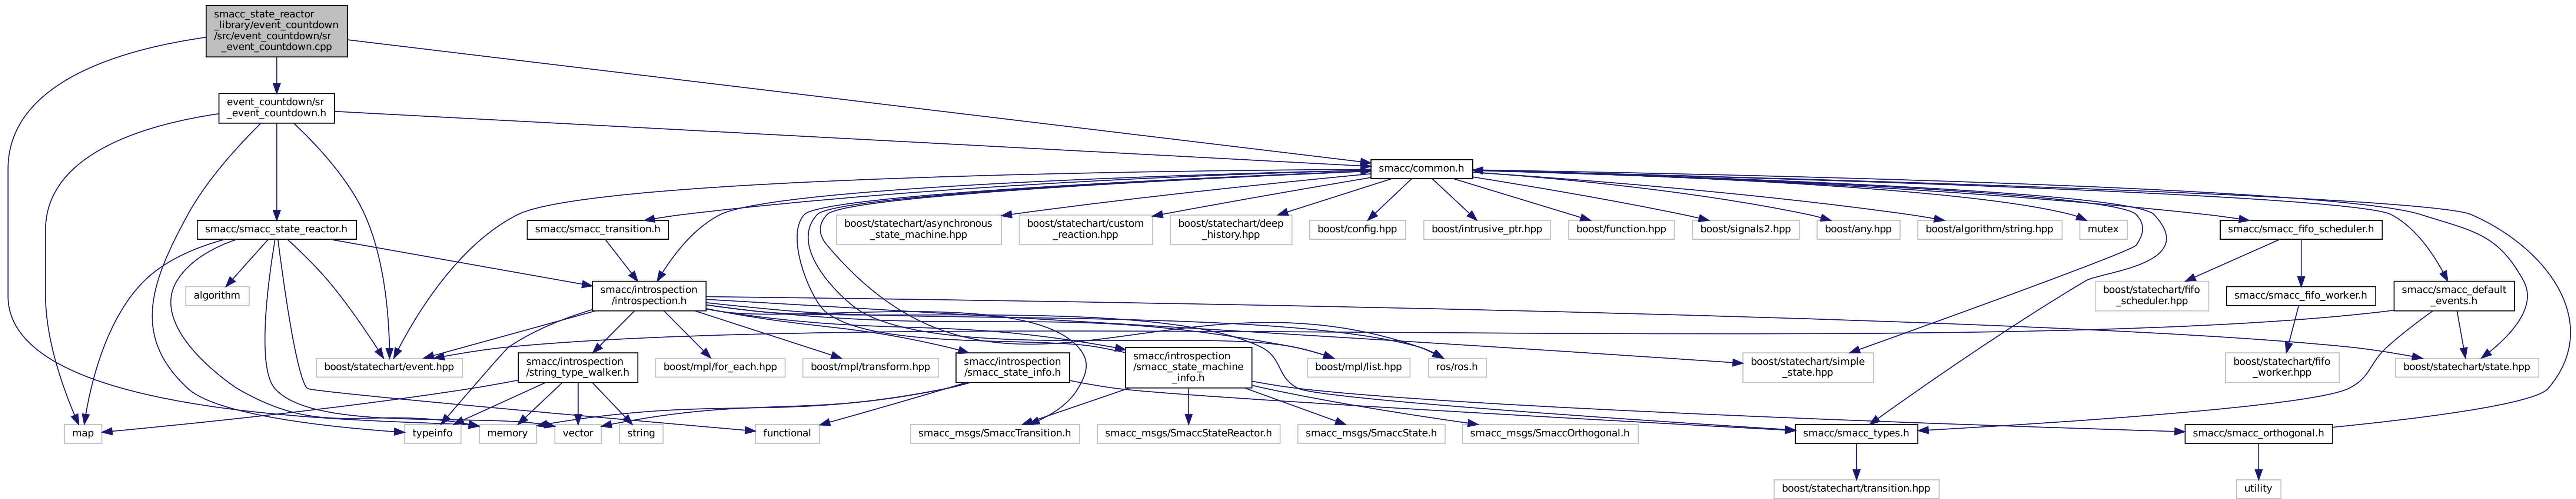 smacc_state_reactor
_library/event_countdown
/src/event_countdown/sr
_event_countdown.cpp
event_countdown/sr
_event_countdown.h
smacc/common.h
smacc/smacc_state_reactor.h
smacc/smacc_transition.h
boost/statechart/asynchronous
_state_machine.hpp
boost/statechart/custom
_reaction.hpp
boost/statechart/deep
_history.hpp
boost/config.hpp
boost/intrusive_ptr.hpp
boost/function.hpp
boost/signals2.hpp
boost/any.hpp
boost/algorithm/string.hpp
mutex
smacc/smacc_fifo_scheduler.h
algorithm
smacc/introspection
/introspection.h
boost/statechart/fifo
_scheduler.hpp
smacc/smacc_fifo_worker.h
smacc/smacc_default
_events.h
boost/statechart/event.hpp
smacc/introspection
/string_type_walker.h
boost/mpl/for_each.hpp
boost/mpl/transform.hpp
smacc/introspection
/smacc_state_info.h
smacc/introspection
/smacc_state_machine
_info.h
boost/mpl/list.hpp
ros/ros.h
boost/statechart/simple
_state.hpp
boost/statechart/fifo
_worker.hpp
boost/statechart/state.hpp
map
typeinfo
memory
vector
string
functional
smacc_msgs/SmaccTransition.h
smacc_msgs/SmaccStateReactor.h
smacc_msgs/SmaccState.h
smacc_msgs/SmaccOrthogonal.h
smacc/smacc_types.h
smacc/smacc_orthogonal.h
boost/statechart/transition.hpp
utility